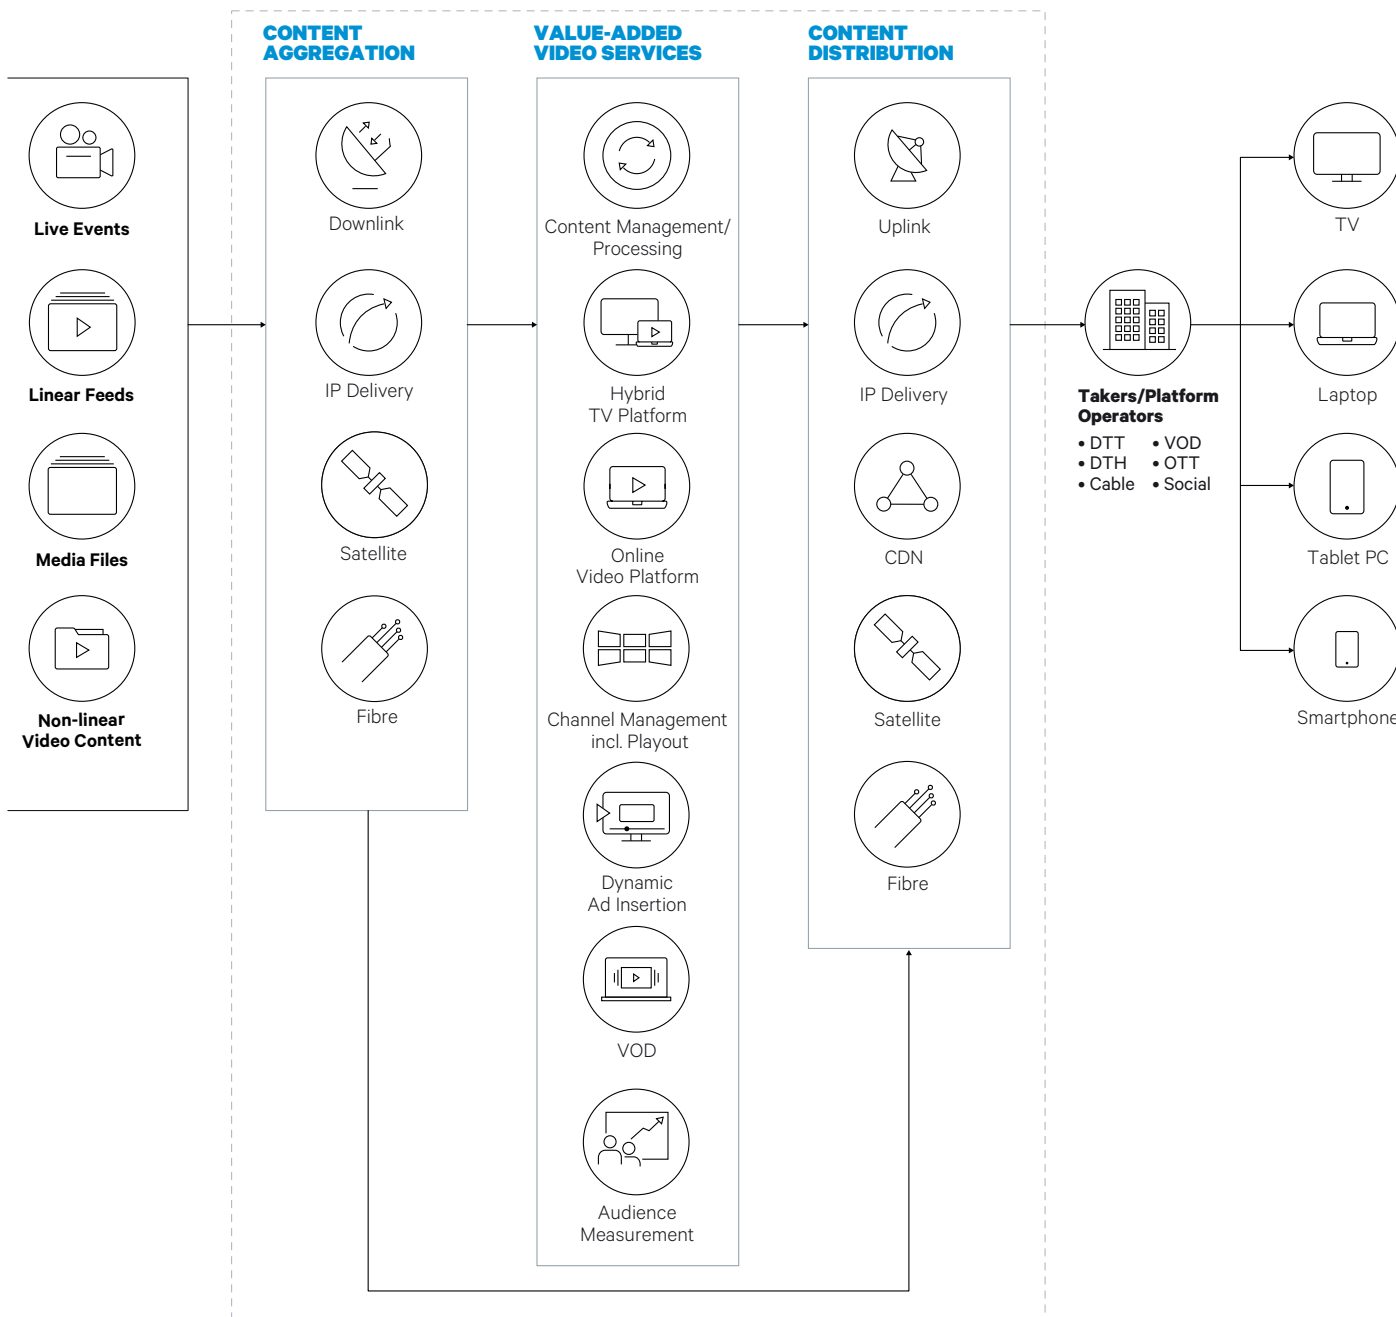 CONTENT
AGGREGATION
VALUE-ADDED
VIDEO SERVICES
CONTENT
DISTRIBUTION
Live Events
Linear Feeds
Media Files
Non-linear
Video Content
Downlink
IP Delivery
Satellite
Fibre
Content Management/
Processing
Hybrid
TV Platform
Online
Video Platform
Channel Management
incl. Playout
Dynamic
Ad Insertion
VOD
Audience
Measurement
Uplink
IP Delivery
CDN
Satellite
Fibre
Takers/Platform
Operators
• DTT • VOD
• DTH • OTT
• Cable • Social
TV
Laptop
Tablet PC
Smartphone